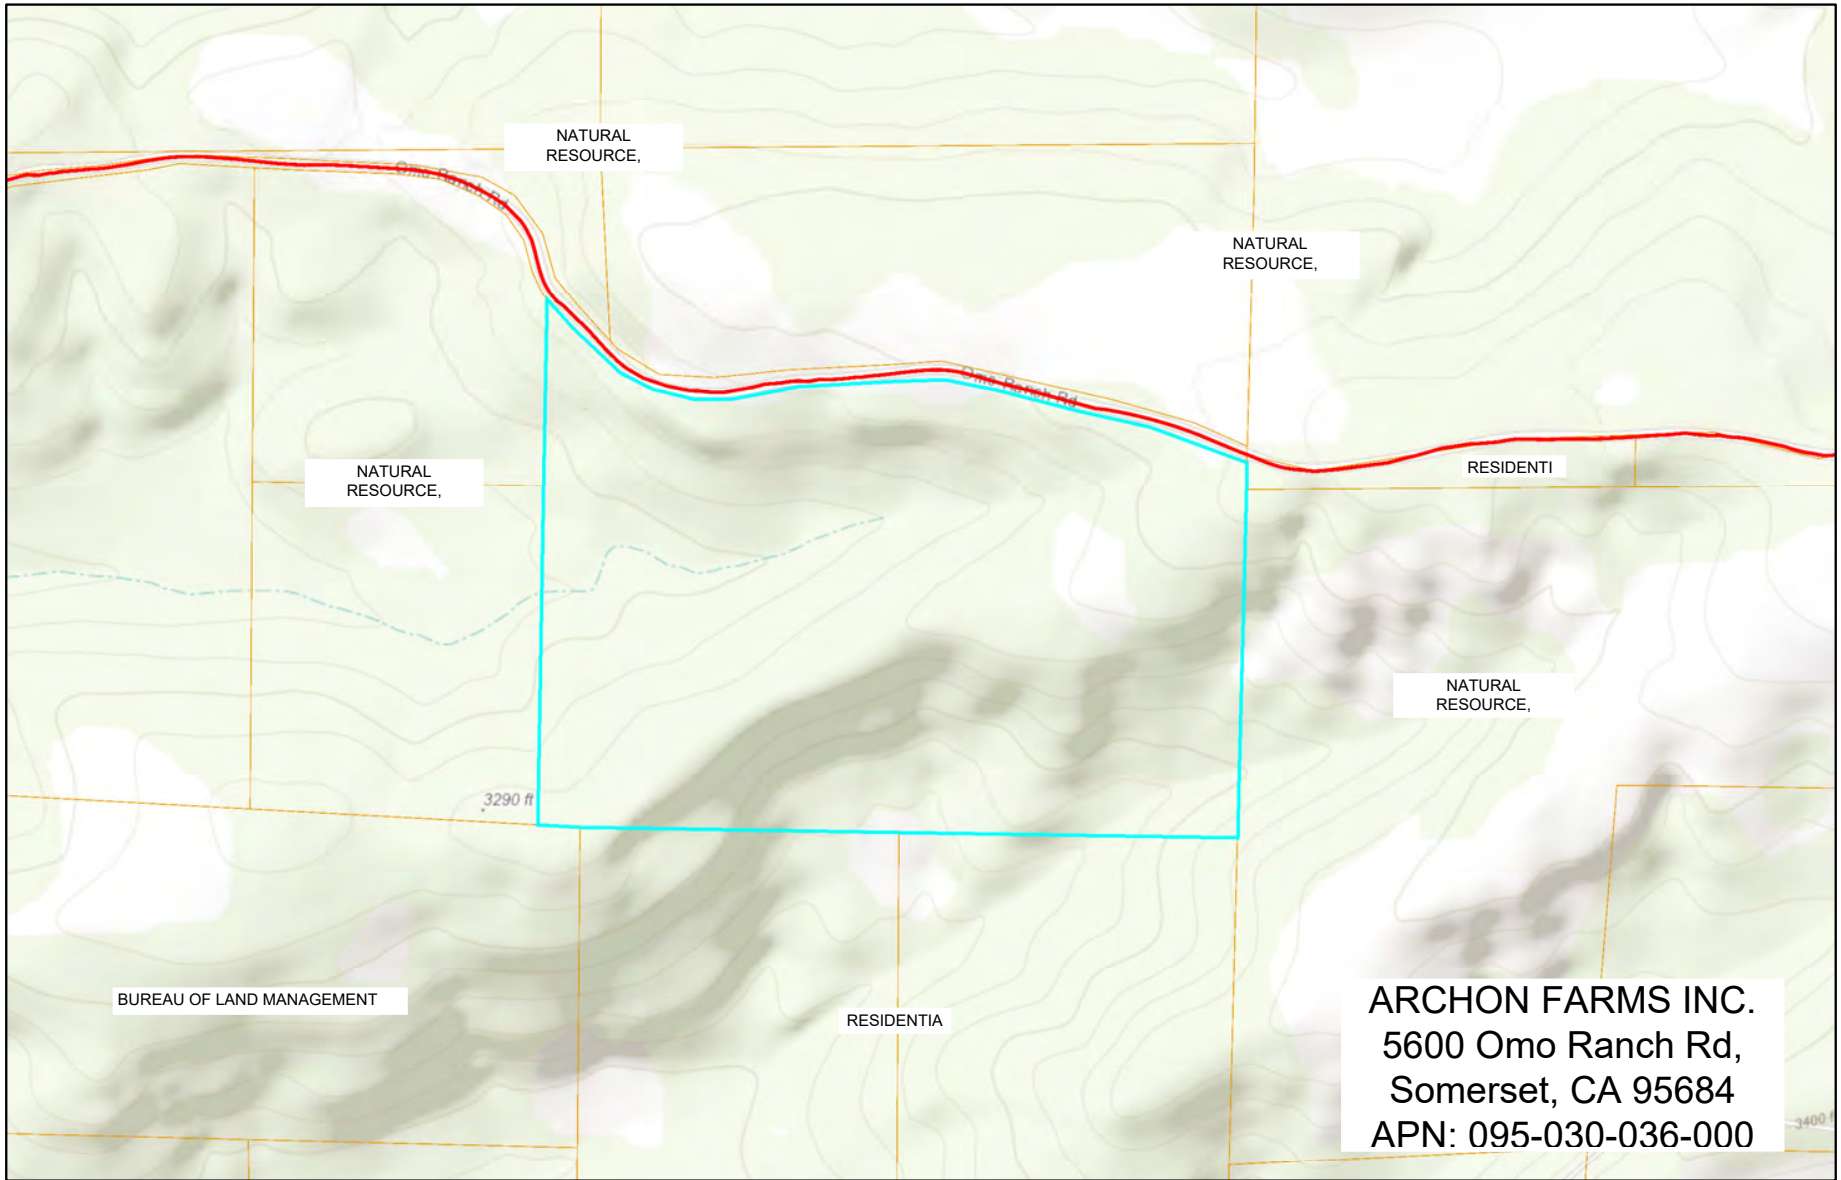 NATURAL
RESOURCE,
Omo Ranch Rd
NATURAL
RESOURCE,
Omo Ranch Rd
NATURAL
RESOURCE,
RESIDENTI
NATURAL
RESOURCE,
3290 ft
BUREAU OF LAND MANAGEMENT
RESIDENTIA
ARCHON FARMS INC.
5600 Omo Ranch Rd,
Somerset, CA 95684
APN: 095-030-036-000
3400 f